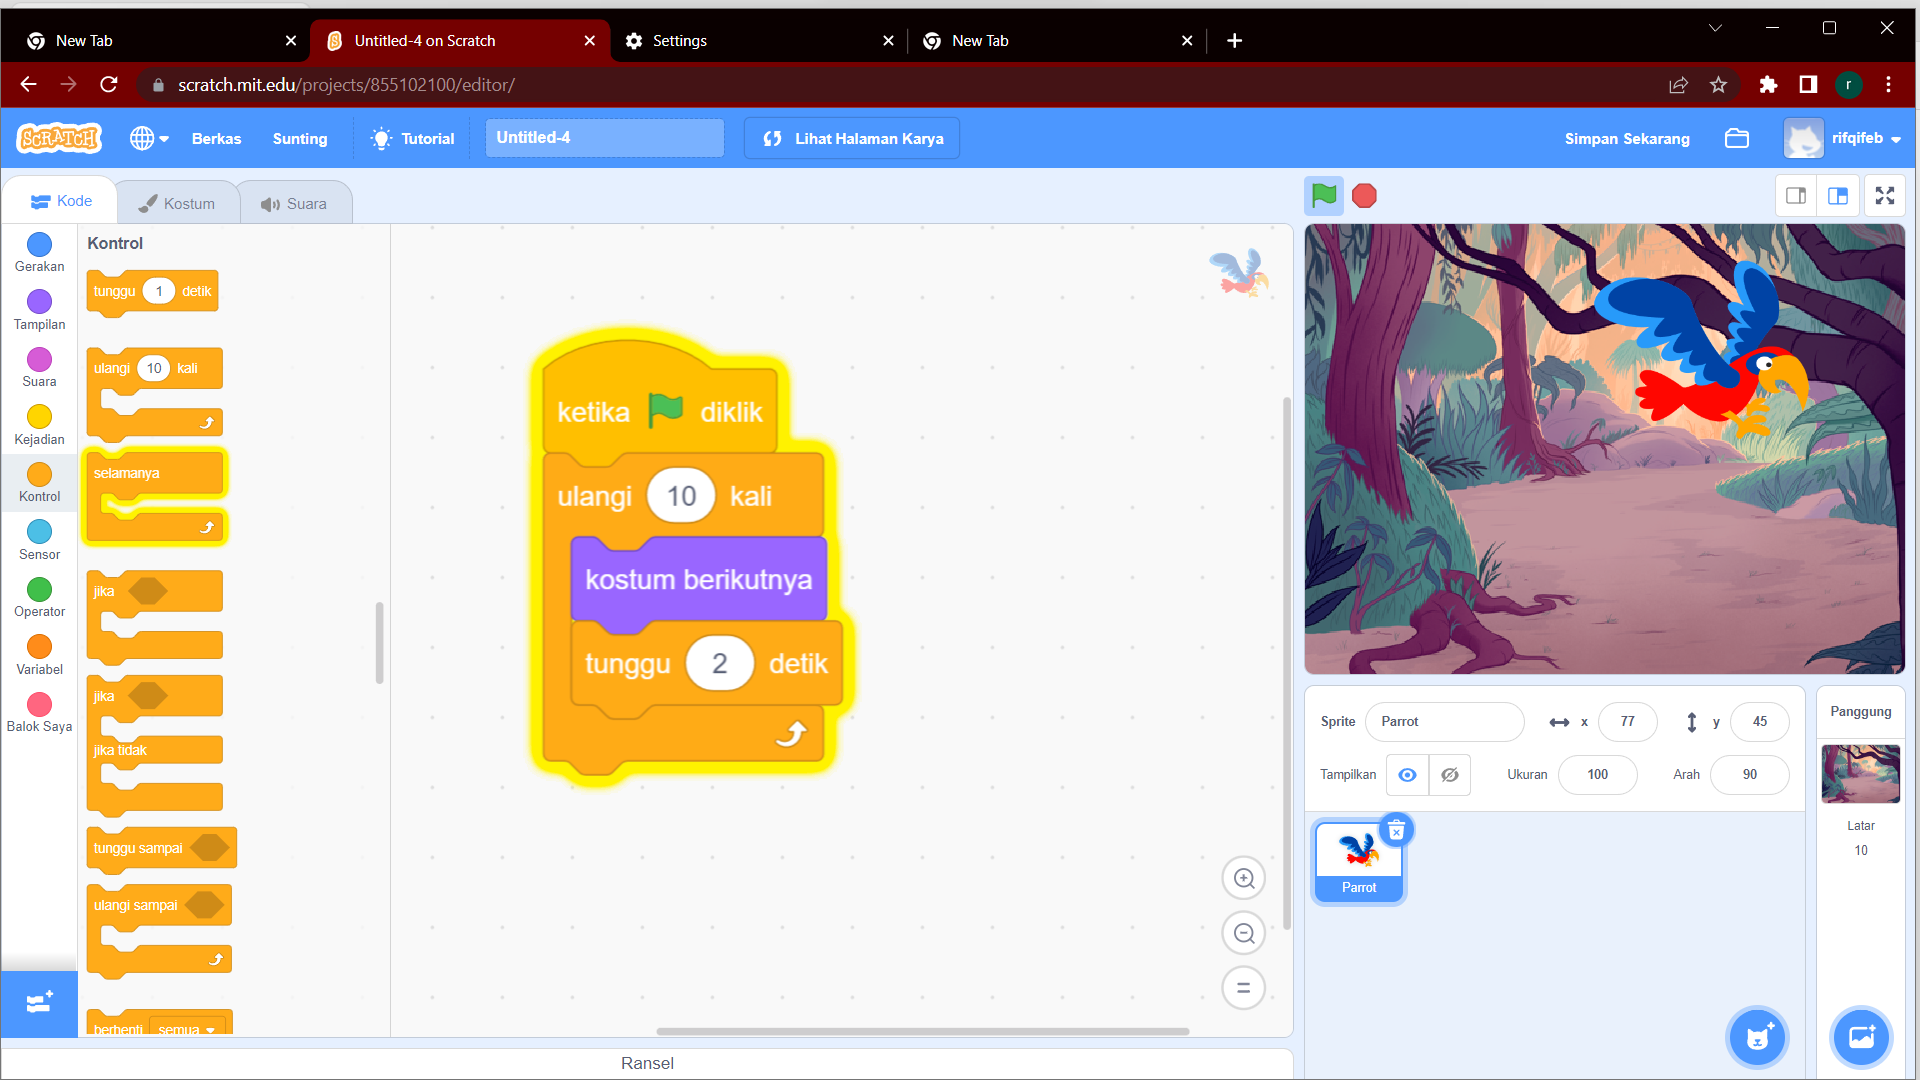 New Tab
Untitled-4 on Scratch
Settings
New Tab
scratch.mit.edu/projects/855102100/editor/
r
SCRATCH
Berkas
Sunting
Tutorial
Untitled-4
Lihat Halaman Karya
Simpan Sekarang
rifqifeb
Kode
Kostum
Suara
Gerakan
Tampilan
Suara
Kejadian
Kontrol
Sensor
Operator
Variabel
Balok Saya
Kontrol
tunggu 1 detik
ulangi 10 kali
selamanya
jika
jika
jika tidak
tunggu sampai
ulangi sampai
berhenti semua
ketika diklik
ulangi 10 kali
kostum berikutnya
tunggu 2 detik
Ransel
Sprite Parrot x 77 y 45
Tampilkan Ukuran 100 Arah 90
Parrot
Panggung
Latar
10